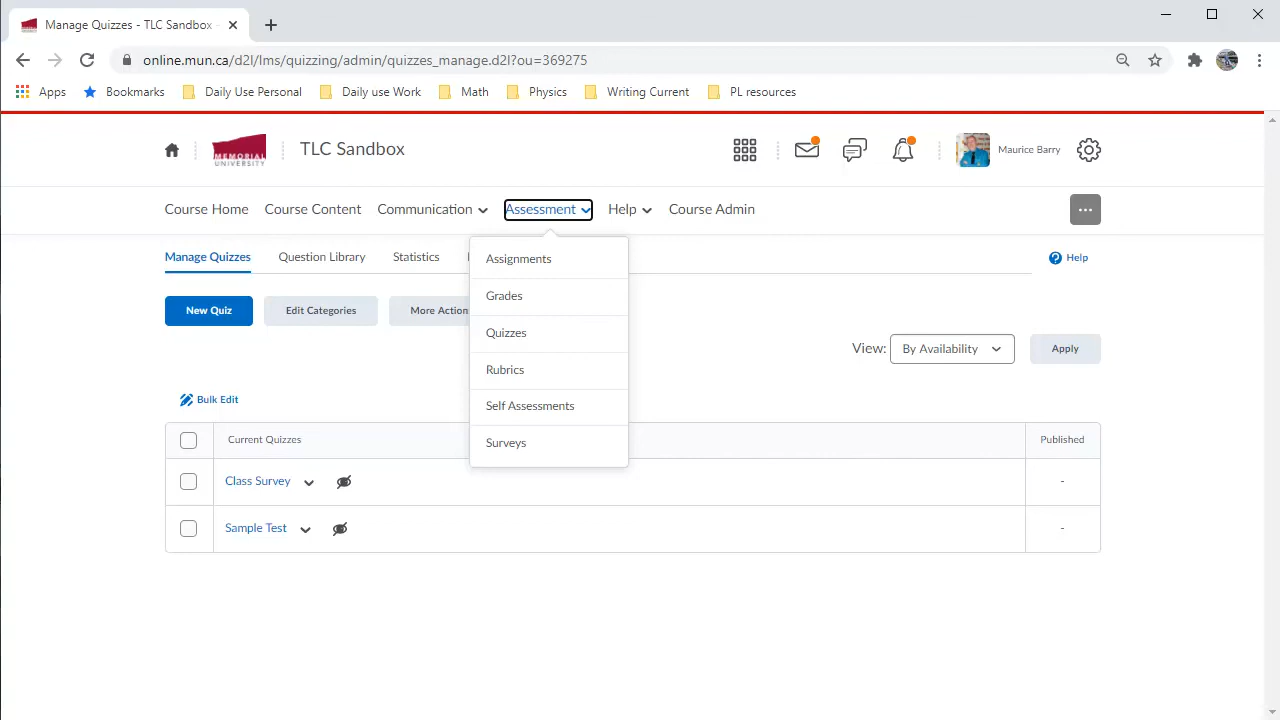 Manage Quizzes - TLC Sandbox
online.mun.ca/d2l/lms/quizzing/admin/quizzes_manage.d2l?ou=369275
Apps Bookmarks Daily Use Personal Daily use Work Math Physics Writing Current PL resources
MEMORIAL
UNIVERSITY
TLC Sandbox
Maurice Barry
Course Home Course Content Communication Assessment Help Course Admin
Manage Quizzes Question Library Statistics
Help
Assignments
Grades
Quizzes
Rubrics
Self Assessments
Surveys
New Quiz Edit Categories More Action
View: By Availability Apply
Bulk Edit
Current Quizzes Published
Class Survey -
Sample Test -